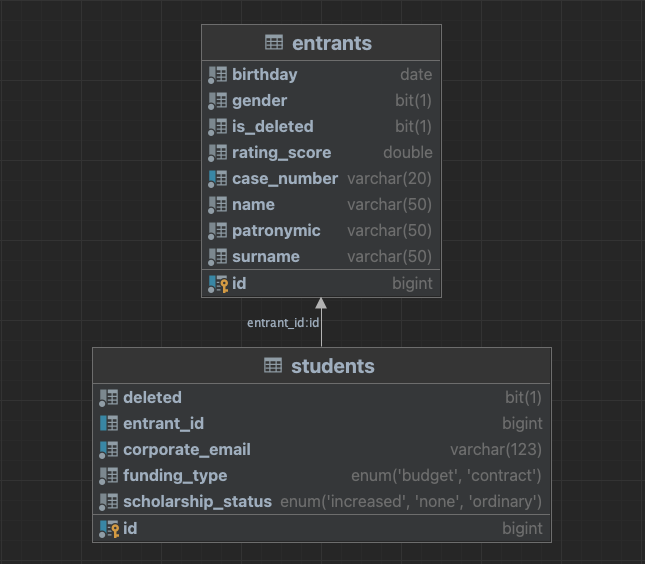 entrants
birthday date
gender bit(1)
is_deleted bit(1)
rating_score double
case_number varchar(20)
name varchar(50)
patronymic varchar(50)
surname varchar(50)
id bigint
entrant_id:id
students
deleted bit(1)
entrant_id bigint
corporate_email varchar(123)
funding_type enum('budget', 'contract')
scholarship_status enum('increased', 'none', 'ordinary')
id bigint